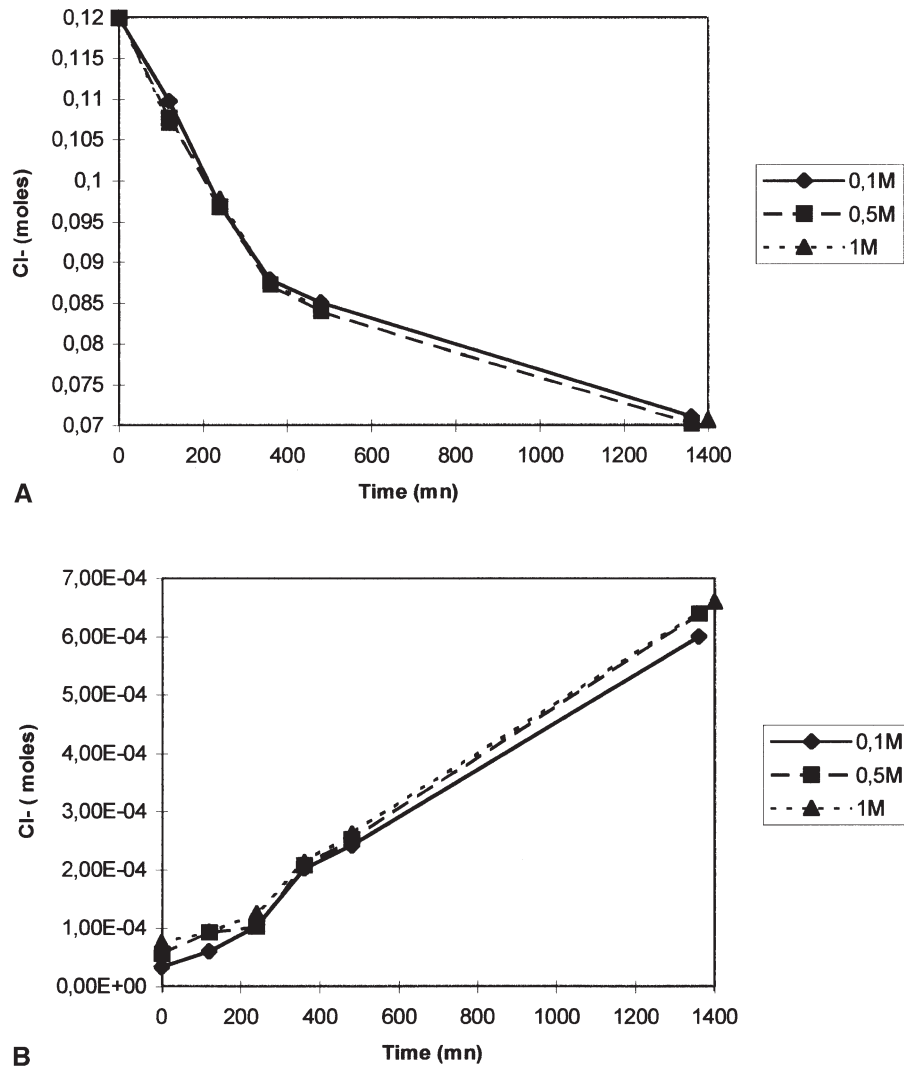 0,12
0,115
0,11
0,105
0,1
0,095
0,09
0,085
0,08
0,075
0,07
Cl- (moles)
0 200 400 600 800 1000 1200 1400
Time (mn)
0,1M
0,5M
1M
A
7,00E-04
6,00E-04
5,00E-04
4,00E-04
3,00E-04
2,00E-04
1,00E-04
0,00E+00
Cl- ( moles)
0 200 400 600 800 1000 1200 1400
Time (mn)
0,1M
0,5M
1M
B